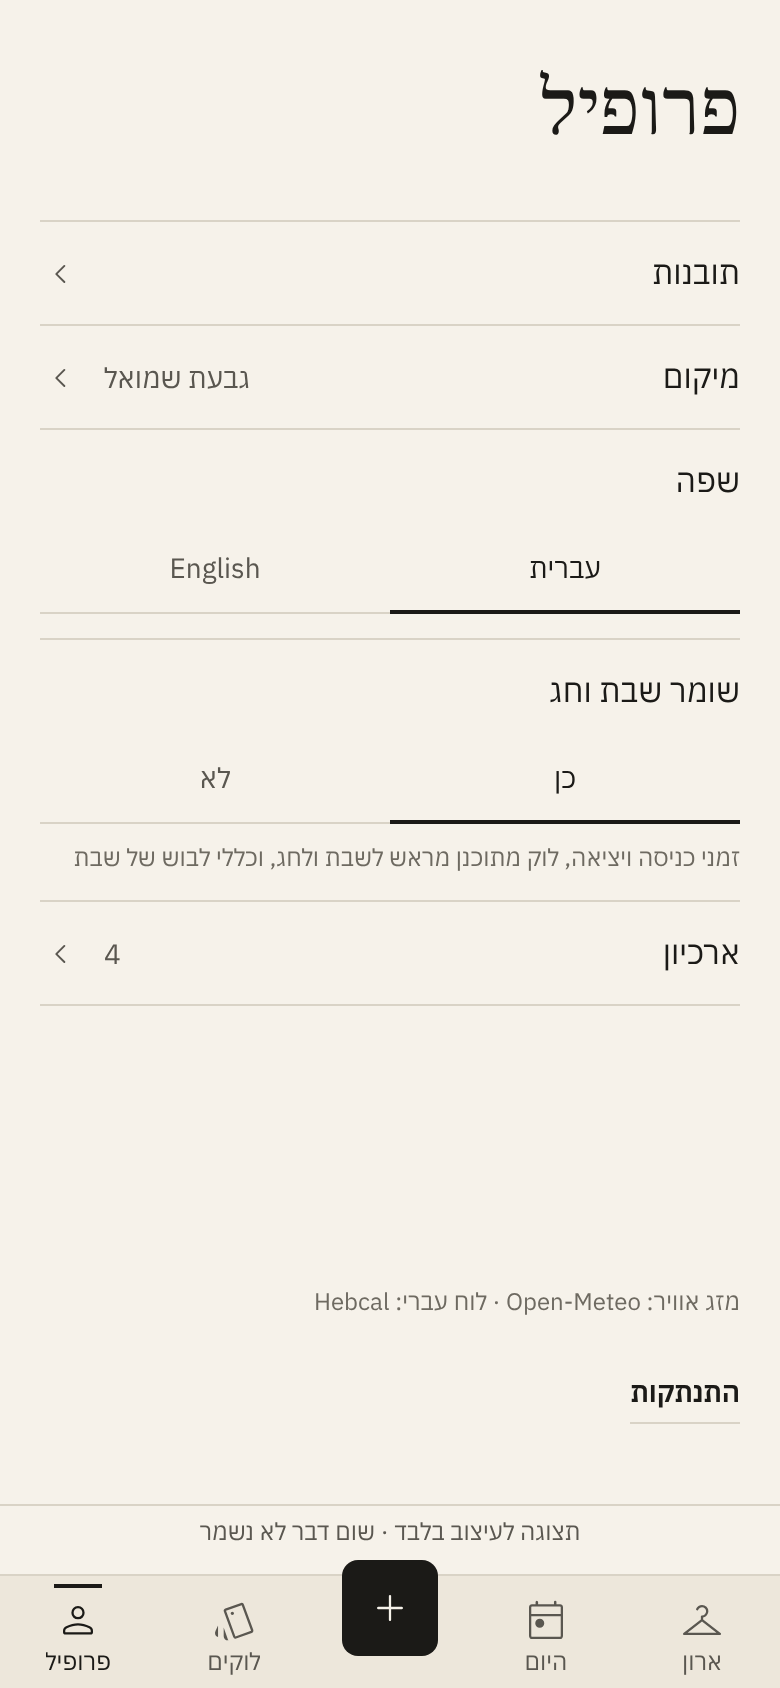 פרופיל
תובנות
מיקום גבעת שמואל
שפה
עברית English
שומר שבת וחג
כן לא
זמני כניסה ויציאה, לוק מתוכנן מראש לשבת ולחג, וכללי לבוש של שבת
ארכיון 4
מזג אוויר: Open-Meteo · לוח עברי: Hebcal
התנתקות
תצוגה לעיצוב בלבד · שום דבר לא נשמר
ארון היום לוקים פרופיל